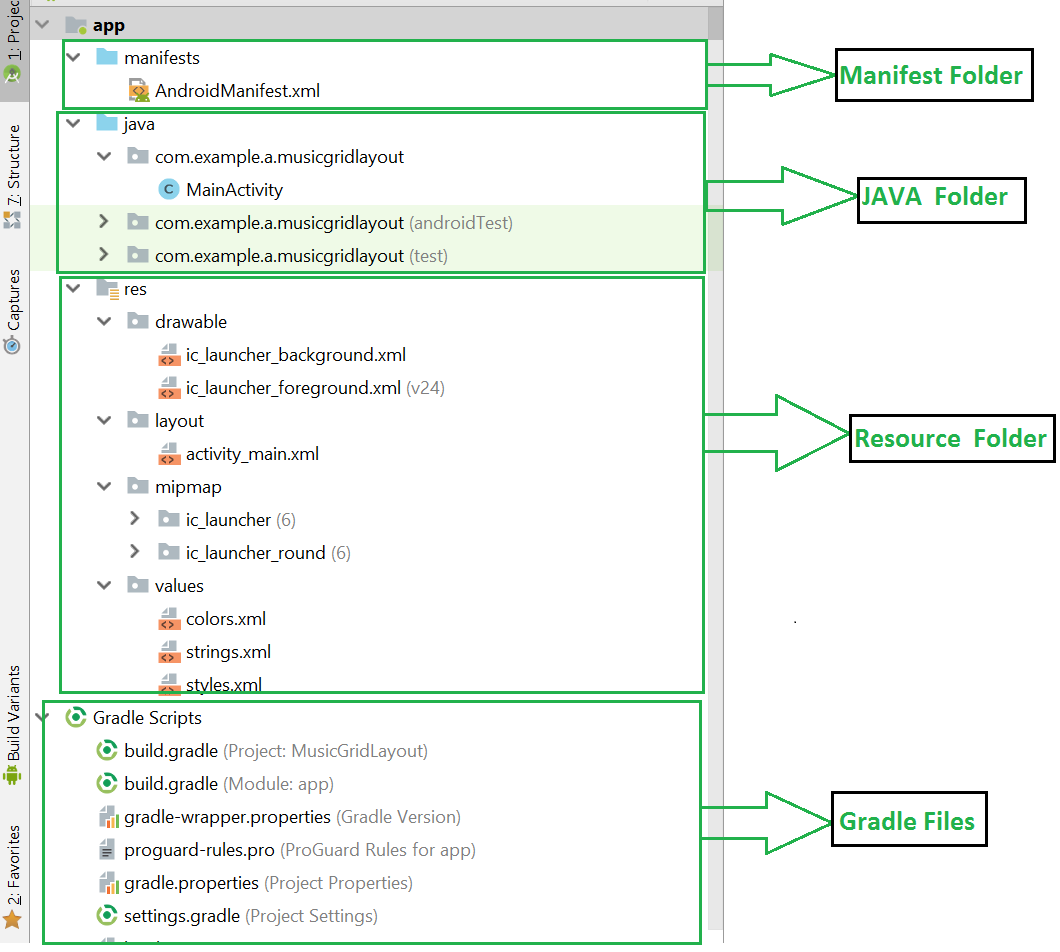 1: Projec
7: Structure
Captures
Build Variants
2: Favorites
app
manifests
AndroidManifest.xml
java
com.example.a.musicgridlayout
MainActivity
com.example.a.musicgridlayout (androidTest)
com.example.a.musicgridlayout (test)
res
drawable
ic_launcher_background.xml
ic_launcher_foreground.xml (v24)
layout
activity_main.xml
mipmap
ic_launcher (6)
ic_launcher_round (6)
values
colors.xml
strings.xml
styles.xml
Gradle Scripts
build.gradle (Project: MusicGridLayout)
build.gradle (Module: app)
gradle-wrapper.properties (Gradle Version)
proguard-rules.pro (ProGuard Rules for app)
gradle.properties (Project Properties)
settings.gradle (Project Settings)
Manifest Folder
JAVA Folder
Resource Folder
Gradle Files